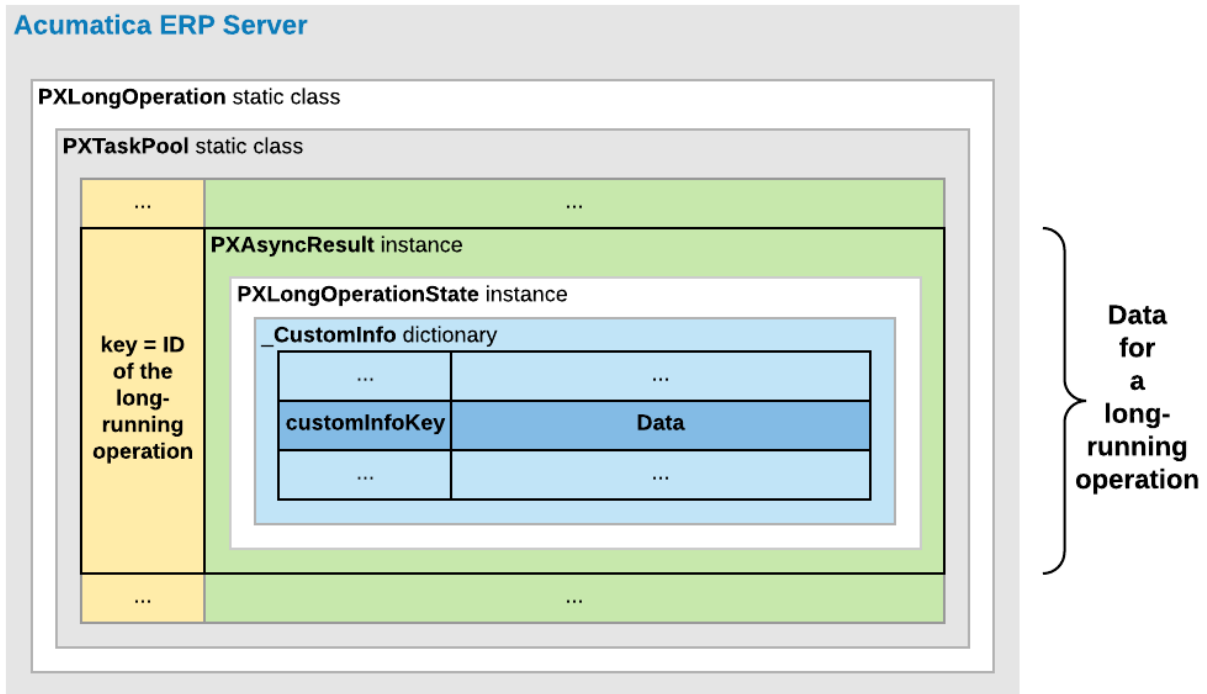 Acumatica ERP Server
PXLongOperation static class
PXTaskPool static class
... ...
PXAsyncResult instance
PXLongOperationState instance
_CustomInfo dictionary
... ...
key = ID
of the
long-
running
operation
customInfoKey Data
... ...
... ...
Data
for
a
long-
running
operation